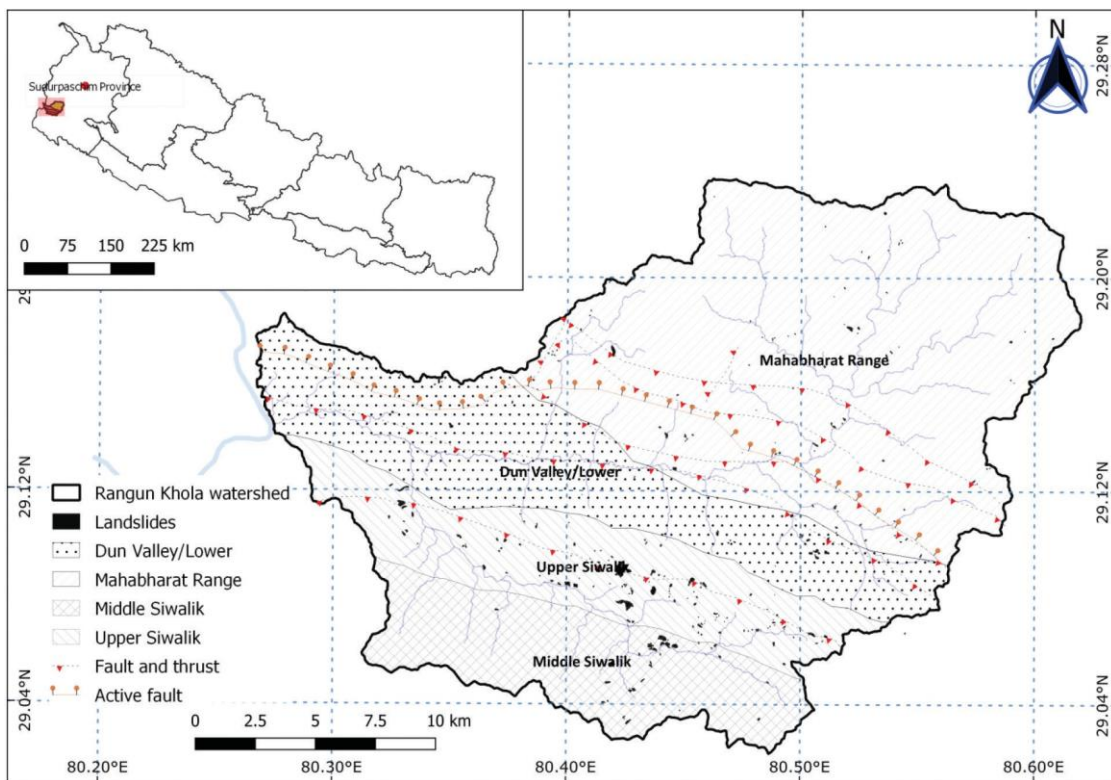 N
Sudurpaschim Province
0 75 150 225 km
29.28°N
29.20°N
29.20°N
Mahabharat Range
Dun Valley/Lower
29.12°N
29.12°N
Upper Siwalik
Middle Siwalik
Rangun Khola watershed
Landslides
Dun Valley/Lower
Mahabharat Range
Middle Siwalik
Upper Siwalik
Fault and thrust
Active fault
29.04°N
29.04°N
0 2.5 5 7.5 10 km
80.20°E 80.30°E 80.40°E 80.50°E 80.60°E